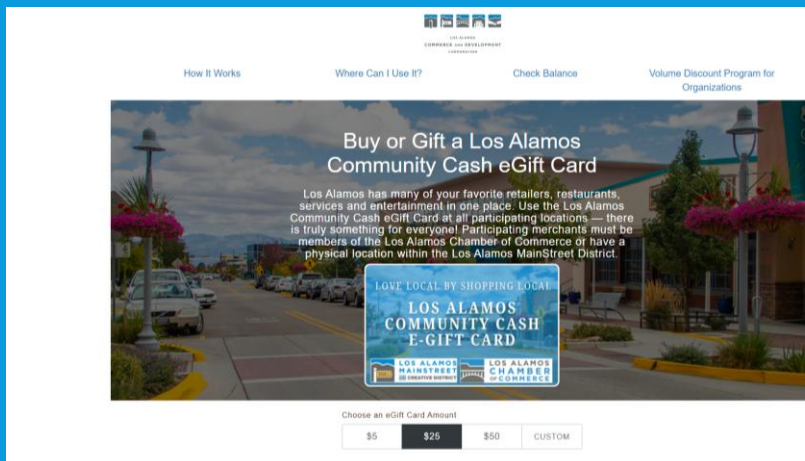 LOS ALAMOS
COMMERCE AND DEVELOPMENT
CORPORATION
How It Works
Where Can I Use It?
Check Balance
Volume Discount Program for
Organizations
Buy or Gift a Los Alamos
Community Cash eGift Card
Los Alamos has many of your favorite retailers, restaurants,
services and entertainment in one place. Use the Los Alamos
Community Cash eGift Card at all participating locations — there
is truly something for everyone! Participating merchants must be
members of the Los Alamos Chamber of Commerce or have a
physical location within the Los Alamos MainStreet District.
LOVE LOCAL BY SHOPPING LOCAL
LOS ALAMOS
COMMUNITY CASH
E-GIFT CARD
LOS ALAMOS
MAINSTREET
CREATIVE DISTRICT
LOS ALAMOS
CHAMBER
OF COMMERCE
Choose an eGift Card Amount
$5
$25
$50
CUSTOM